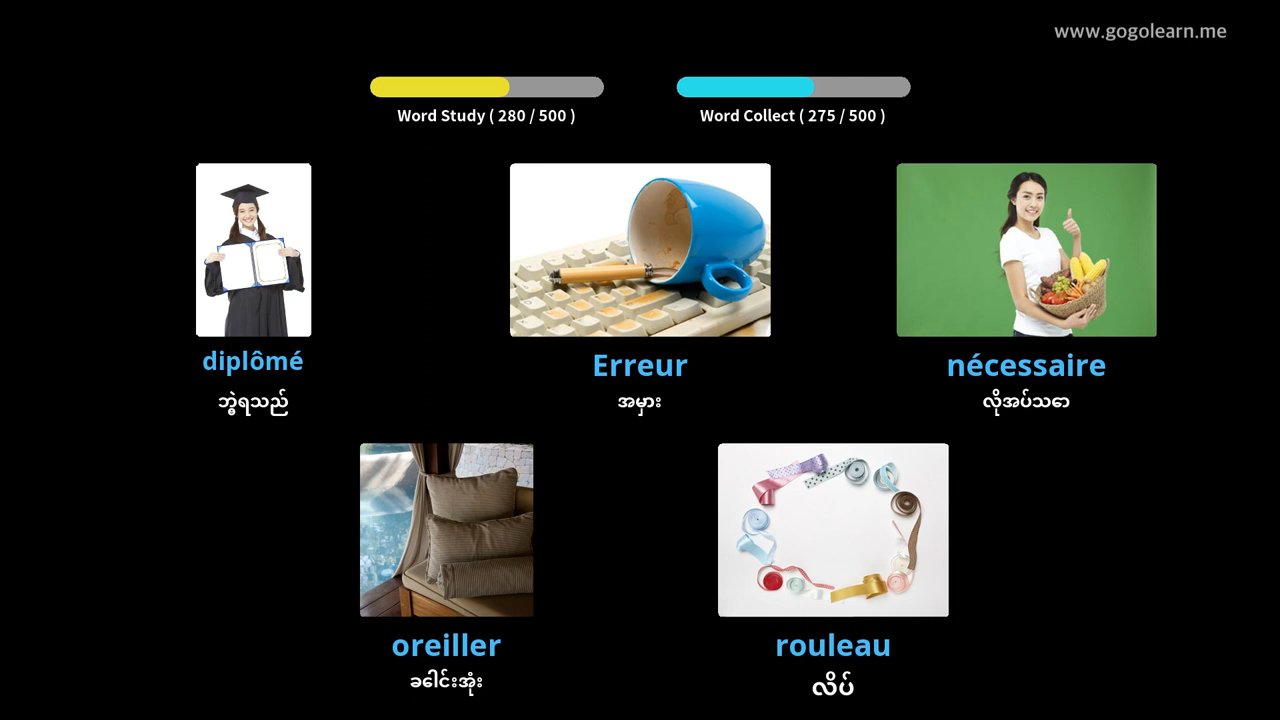 www.gogolearn.me
Word Study ( 280 / 500 )
Word Collect ( 275 / 500 )
diplômé
ဘွဲ့ရသည်
Erreur
အမှား
nécessaire
လိုအပ်သော
oreiller
ခေါင်းအုံး
rouleau
လိပ်